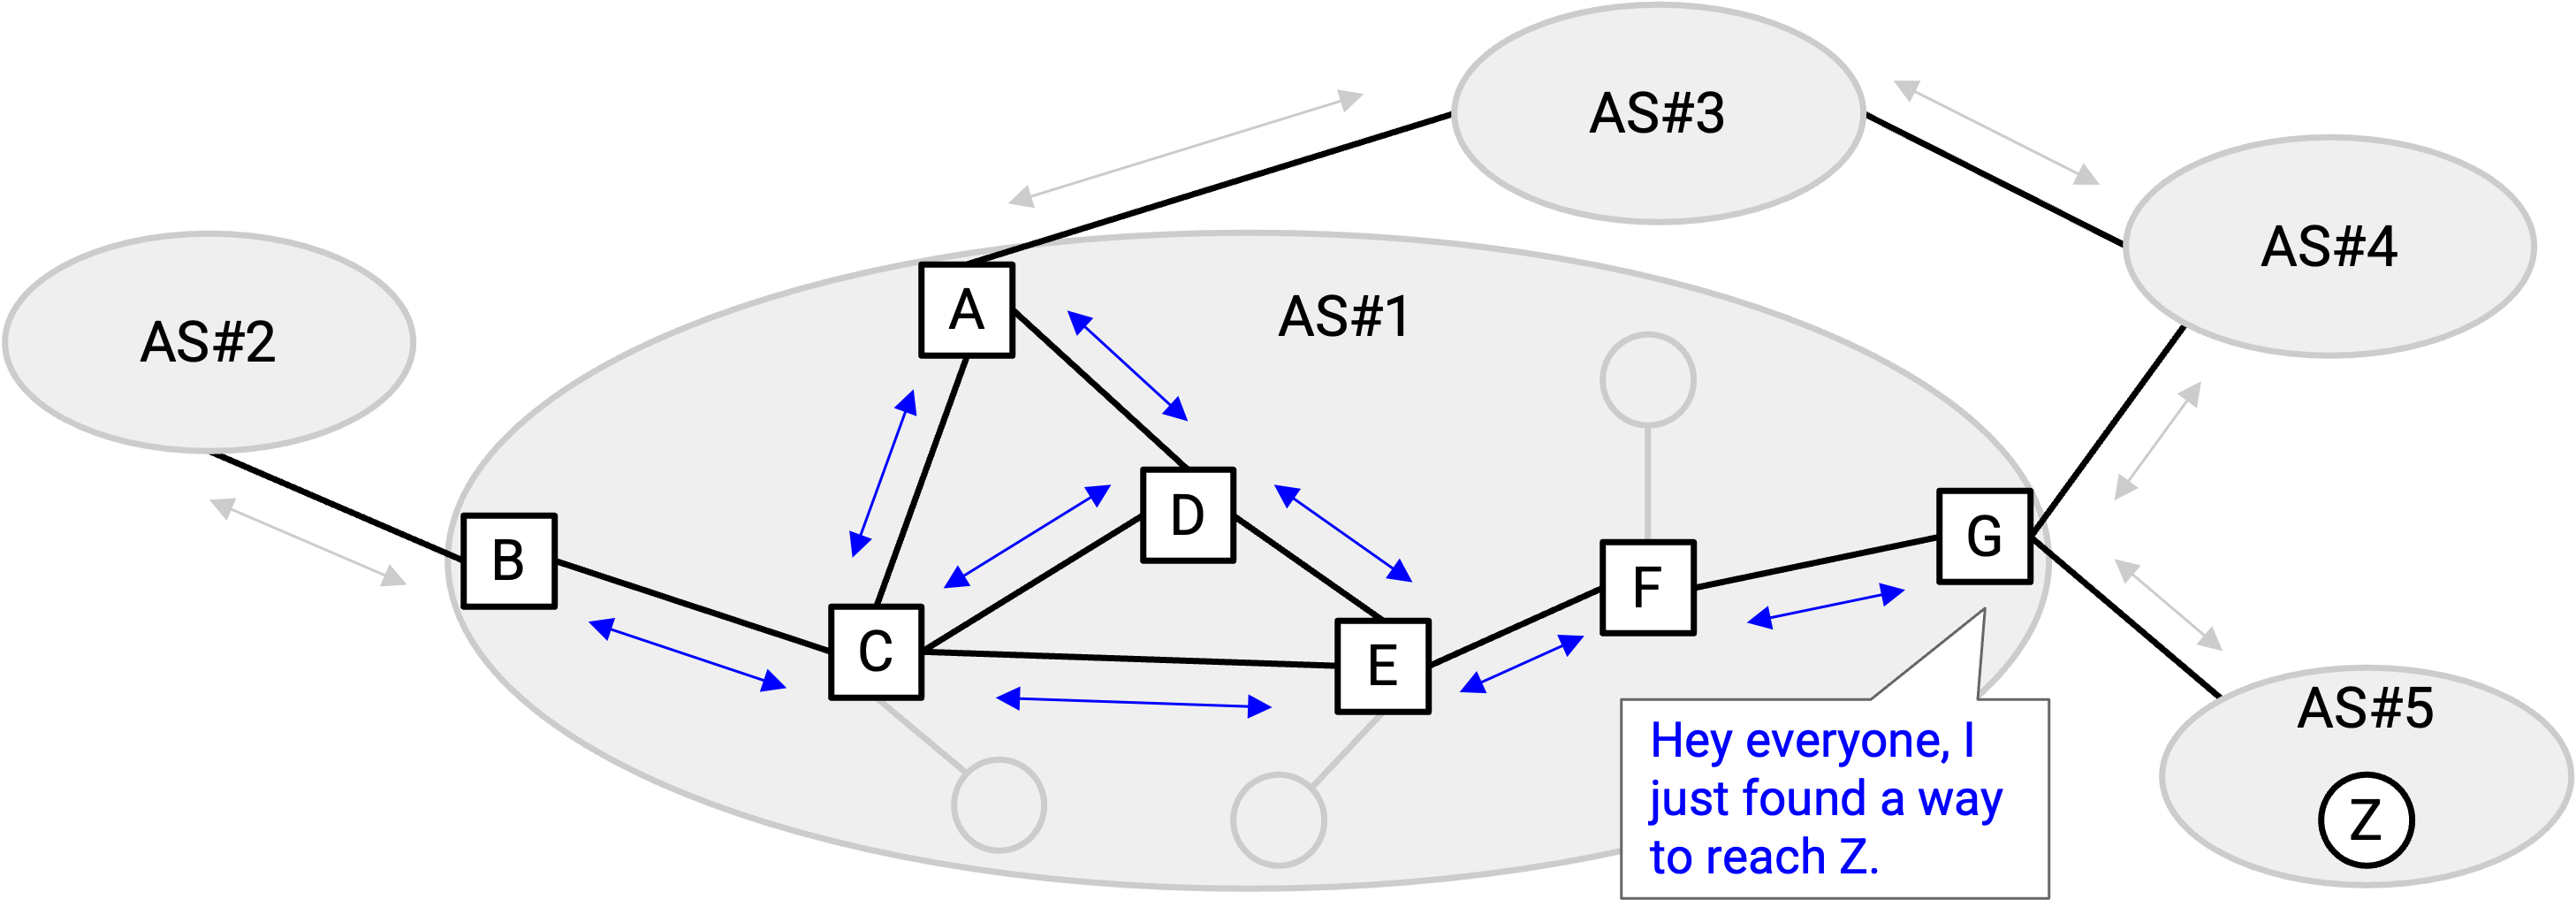 AS#3
AS#4
AS#1
A
AS#2
D
G
B
F
C
E
AS#5
Hey everyone, I
just found a way
to reach Z.
Z